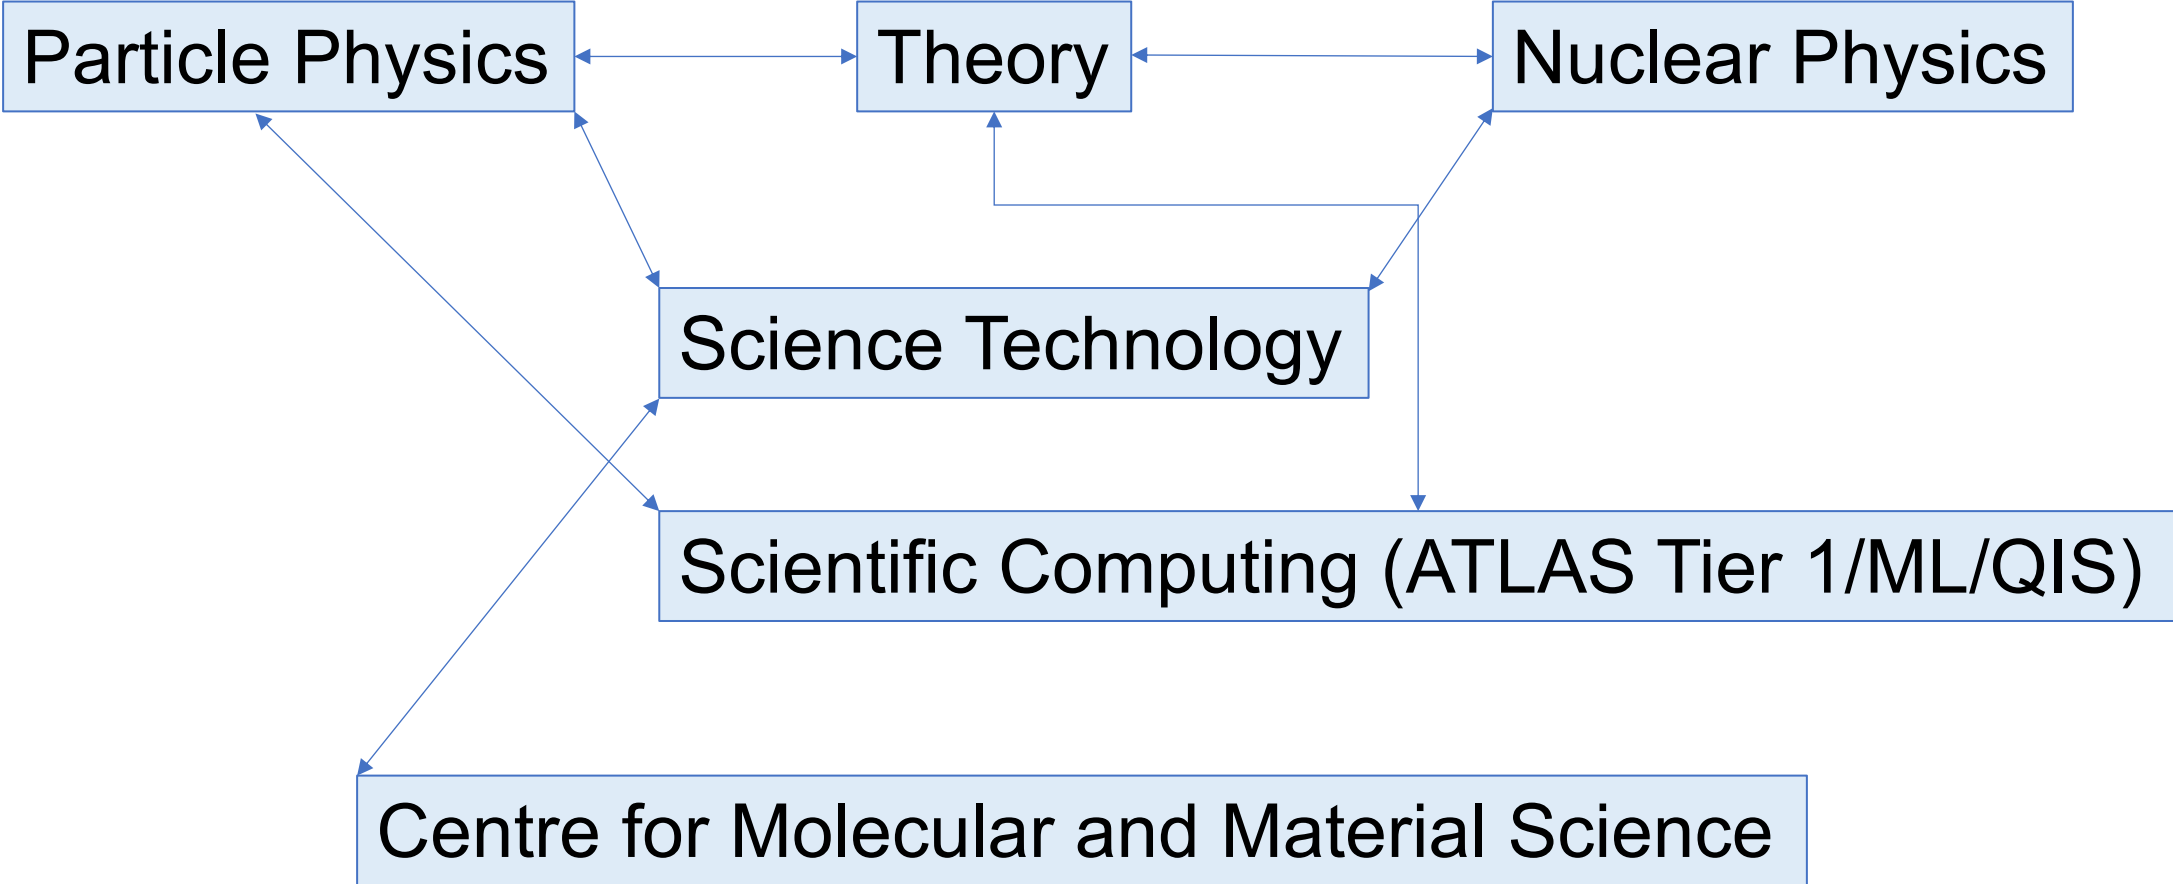 Particle Physics
Theory
Nuclear Physics
Science Technology
Scientific Computing (ATLAS Tier 1/ML/QIS)
Centre for Molecular and Material Science